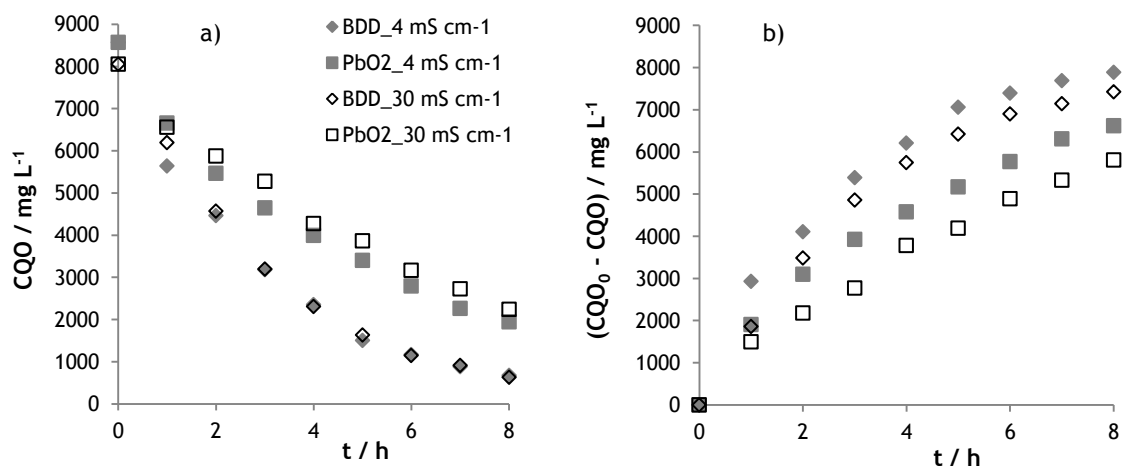 a)
BDD_4 mS cm-1
PbO2_4 mS cm-1
BDD_30 mS cm-1
PbO2_30 mS cm-1
CQO / mg L⁻¹
9000
8000
7000
6000
5000
4000
3000
2000
1000
0
0 2 4 6 8
t / h
b)
(CQO₀ - CQO) / mg L⁻¹
9000
8000
7000
6000
5000
4000
3000
2000
1000
0
0 2 4 6 8
t / h